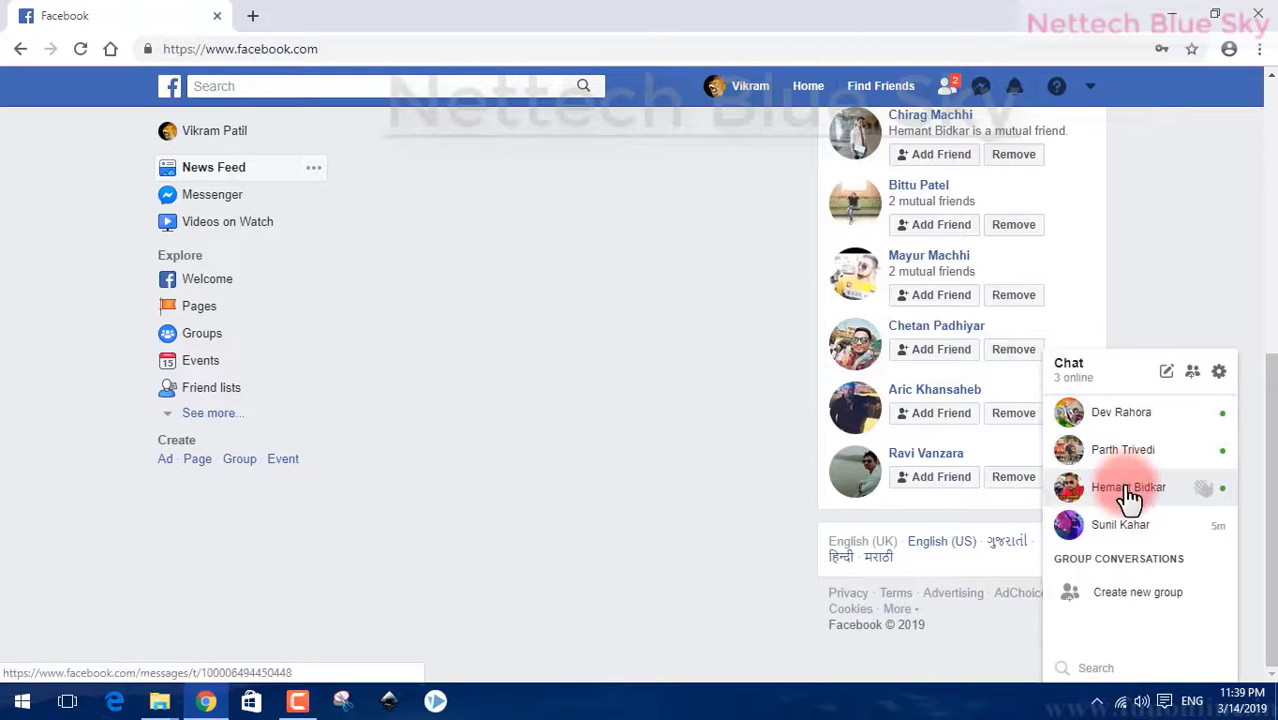 Facebook
Nettech Blue Sky
https://www.facebook.com
Search
Vikram
Home
Find Friends
2
Nettech Blue Sky
Vikram Patil
News Feed
Messenger
Videos on Watch
Explore
Welcome
Pages
Groups
15
Events
Friend lists
See more...
Create
Ad · Page · Group · Event
Chirag Machhi
Hemant Bidkar is a mutual friend.
Add Friend
Remove
Bittu Patel
2 mutual friends
Add Friend
Remove
Mayur Machhi
2 mutual friends
Add Friend
Remove
Chetan Padhiyar
Add Friend
Remove
Aric Khansaheb
Add Friend
Remove
Ravi Vanzara
Add Friend
Remove
English (UK) · English (US) · ગુજરાતી ·
हिन्दी · मराठी
Privacy · Terms · Advertising · AdChoice
Cookies · More
Facebook © 2019
Chat
3 online
Dev Rahora
Parth Trivedi
Hemant Bidkar
Sunil Kahar
5m
GROUP CONVERSATIONS
Create new group
Search
https://www.facebook.com/messages/t/100006494450448
ENG
11:39 PM
3/14/2019